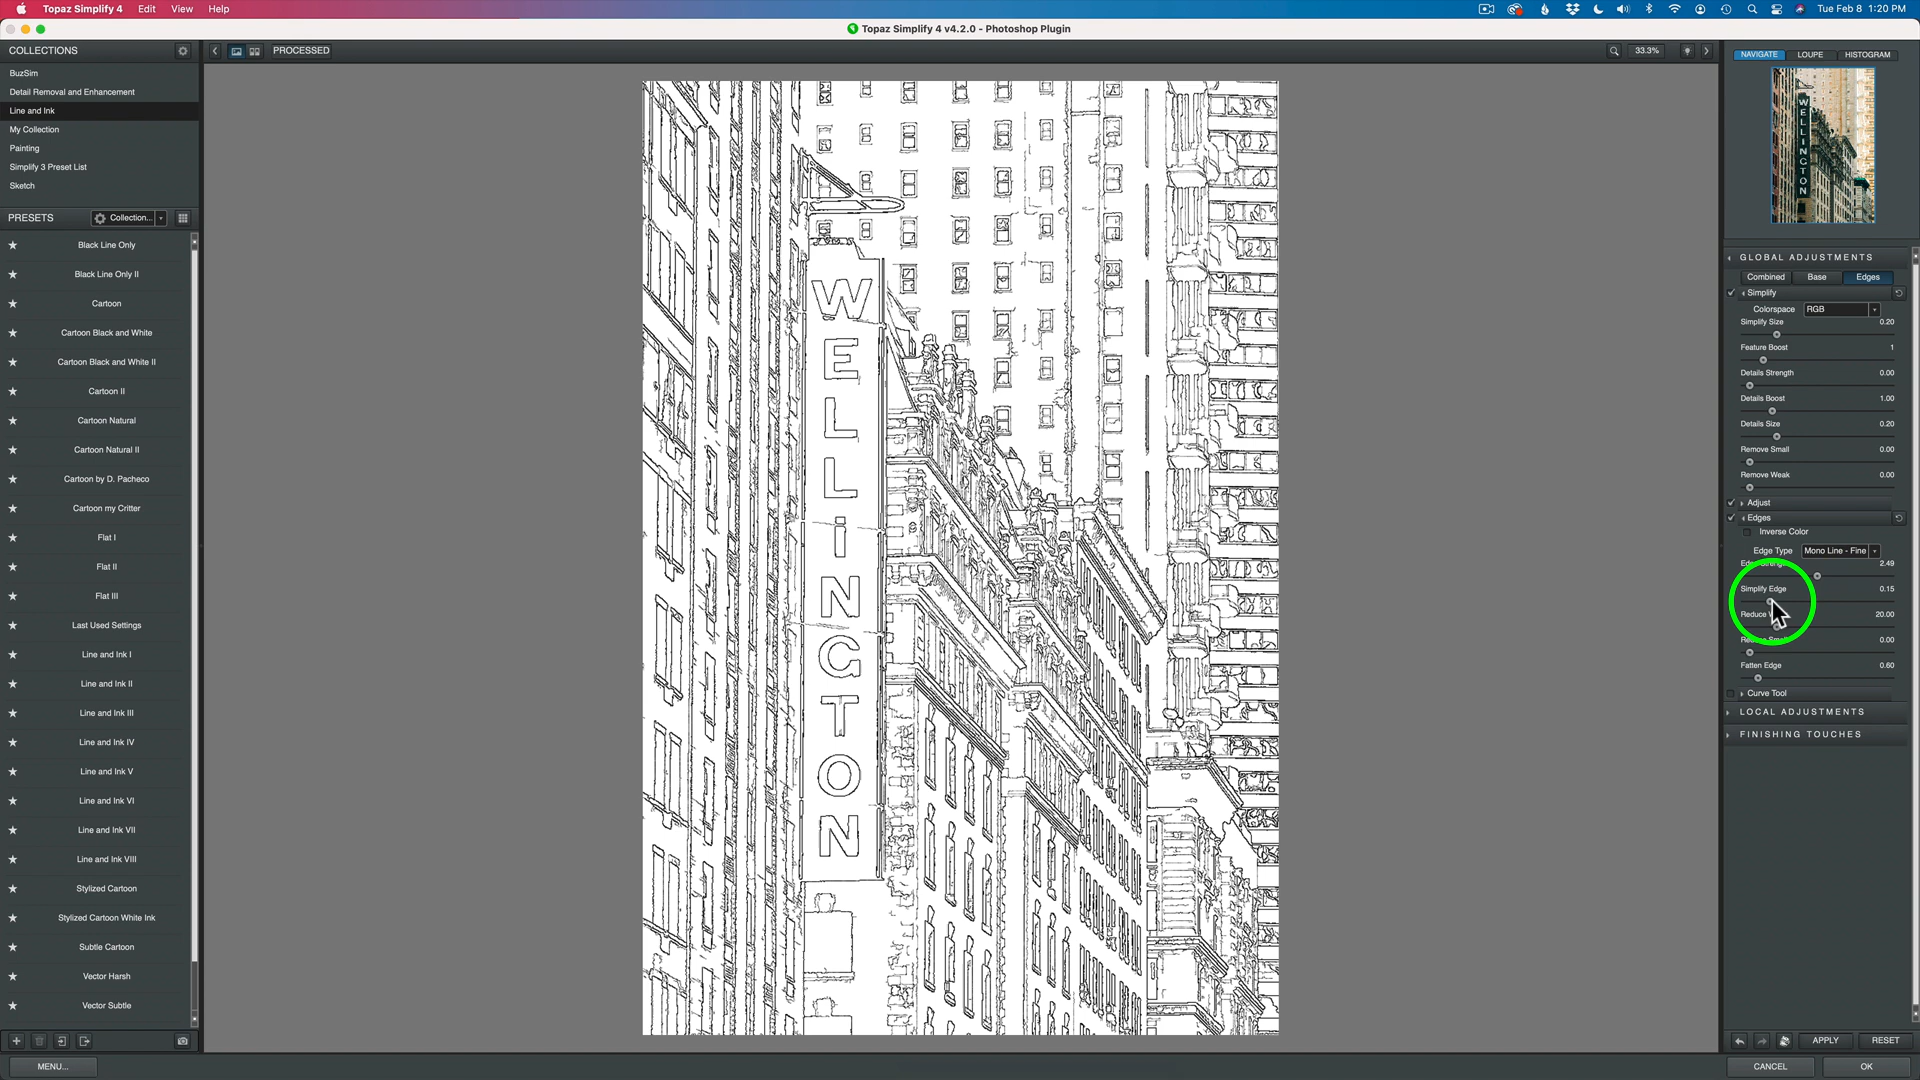 Topaz Simplify 4 Edit View Help
Tue Feb 8 1:20 PM
Topaz Simplify 4 v4.2.0 - Photoshop Plugin
COLLECTIONS
PROCESSED
33.3%
NAVIGATE LOUPE HISTOGRAM
BuzSim
Detail Removal and Enhancement
Line and Ink
My Collection
Painting
Simplify 3 Preset List
Sketch
PRESETS Collection...
Black Line Only
Black Line Only II
Cartoon
Cartoon Black and White
Cartoon Black and White II
Cartoon II
Cartoon Natural
Cartoon Natural II
Cartoon by D. Pacheco
Cartoon my Critter
Flat I
Flat II
Flat III
Last Used Settings
Line and Ink I
Line and Ink II
Line and Ink III
Line and Ink IV
Line and Ink V
Line and Ink VI
Line and Ink VII
Line and Ink VIII
Stylized Cartoon
Stylized Cartoon White Ink
Subtle Cartoon
Vector Harsh
Vector Subtle
MENU...
WELLiNGTON
WELLINGTON
GLOBAL ADJUSTMENTS
Combined Base Edges
Simplify
Colorspace RGB
Simplify Size 0.20
Feature Boost 1
Details Strength 0.00
Details Boost 1.00
Details Size 0.20
Remove Small 0.00
Remove Weak 0.00
Adjust
Edges
Inverse Color
Edge Type Mono Line - Fine
2.49
Simplify Edge 0.15
Reduce 20.00
0.00
Fatten Edge 0.60
Curve Tool
LOCAL ADJUSTMENTS
FINISHING TOUCHES
APPLY RESET
CANCEL OK